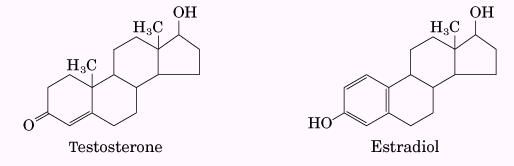 OH
H₃C
H₃C
O
Testosterone
OH
H₃C
HO
Estradiol